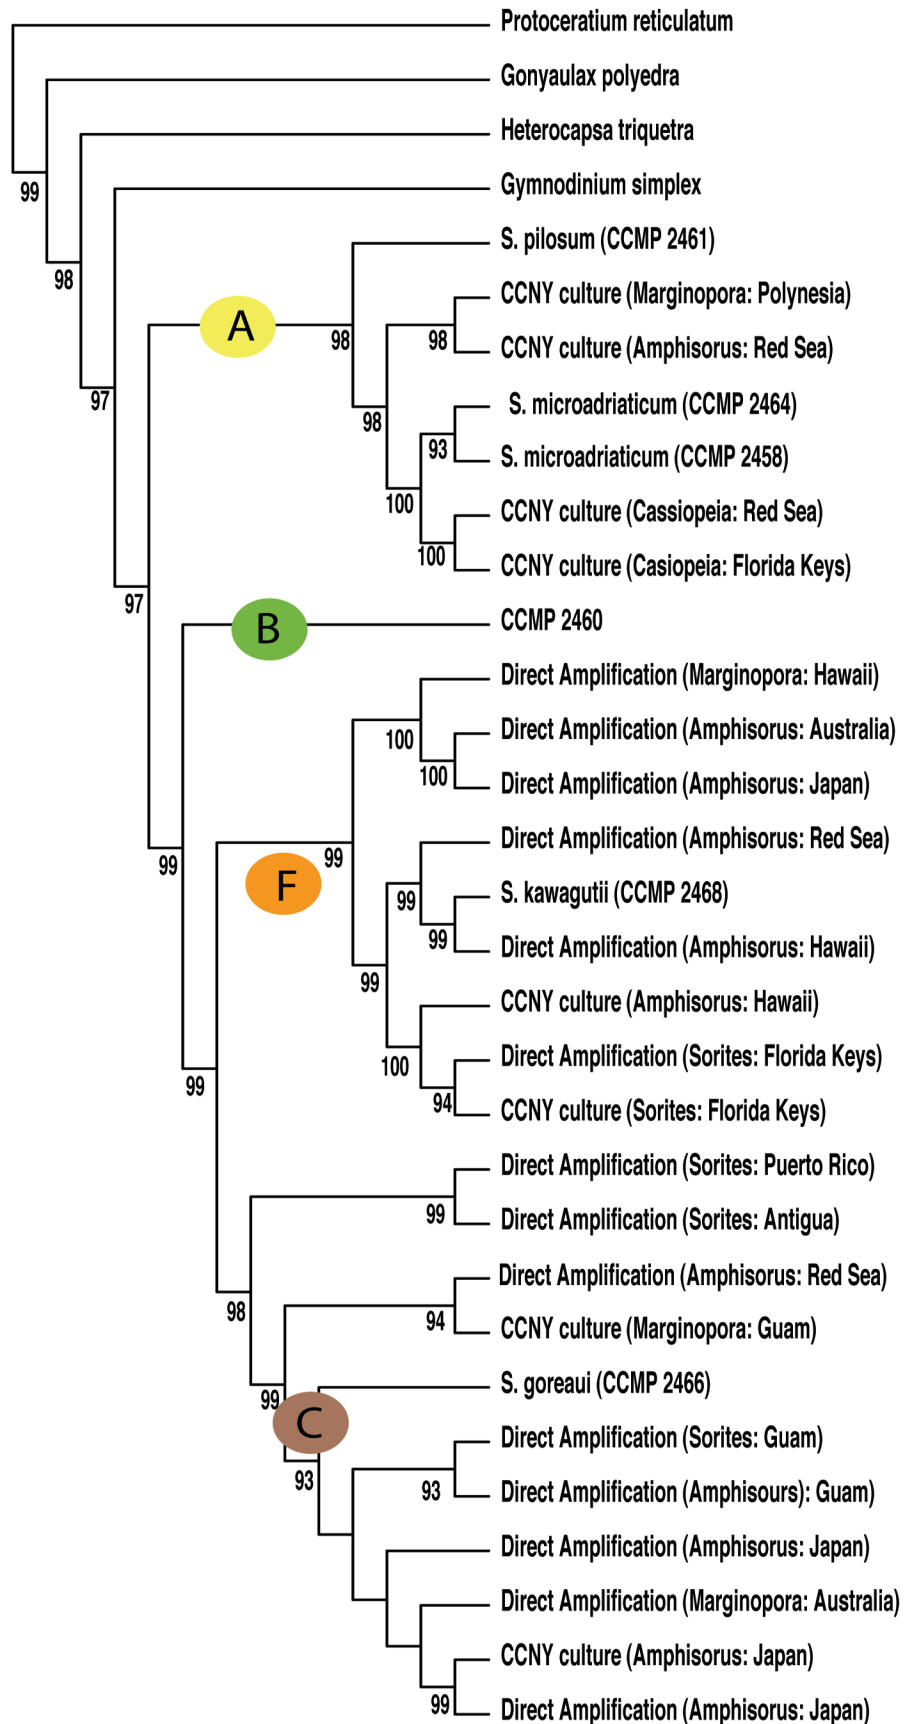 Protoceratium reticulatum
Gonyaulax polyedra
99
Heterocapsa triquetra
Gymnodinium simplex
98
S. pilosum (CCMP 2461)
CCNY culture (Marginopora: Polynesia)
A
98
98
CCNY culture (Amphisorus: Red Sea)
97
S. microadriaticum (CCMP 2464)
98
93
S. microadriaticum (CCMP 2458)
100
CCNY culture (Cassiopeia: Red Sea)
100
CCNY culture (Casiopeia: Florida Keys)
97
B
CCMP 2460
Direct Amplification (Marginopora: Hawaii)
100
Direct Amplification (Amphisorus: Australia)
100
Direct Amplification (Amphisorus: Japan)
Direct Amplification (Amphisorus: Red Sea)
99
99
F
99
S. kawagutii (CCMP 2468)
99
Direct Amplification (Amphisorus: Hawaii)
99
CCNY culture (Amphisorus: Hawaii)
100
Direct Amplification (Sorites: Florida Keys)
99
94
CCNY culture (Sorites: Florida Keys)
Direct Amplification (Sorites: Puerto Rico)
99
Direct Amplification (Sorites: Antigua)
Direct Amplification (Amphisorus: Red Sea)
98
94
CCNY culture (Marginopora: Guam)
S. goreaui (CCMP 2466)
99
C
Direct Amplification (Sorites: Guam)
93
93
Direct Amplification (Amphisours): Guam)
Direct Amplification (Amphisorus: Japan)
Direct Amplification (Marginopora: Australia)
CCNY culture (Amphisorus: Japan)
99
Direct Amplification (Amphisorus: Japan)